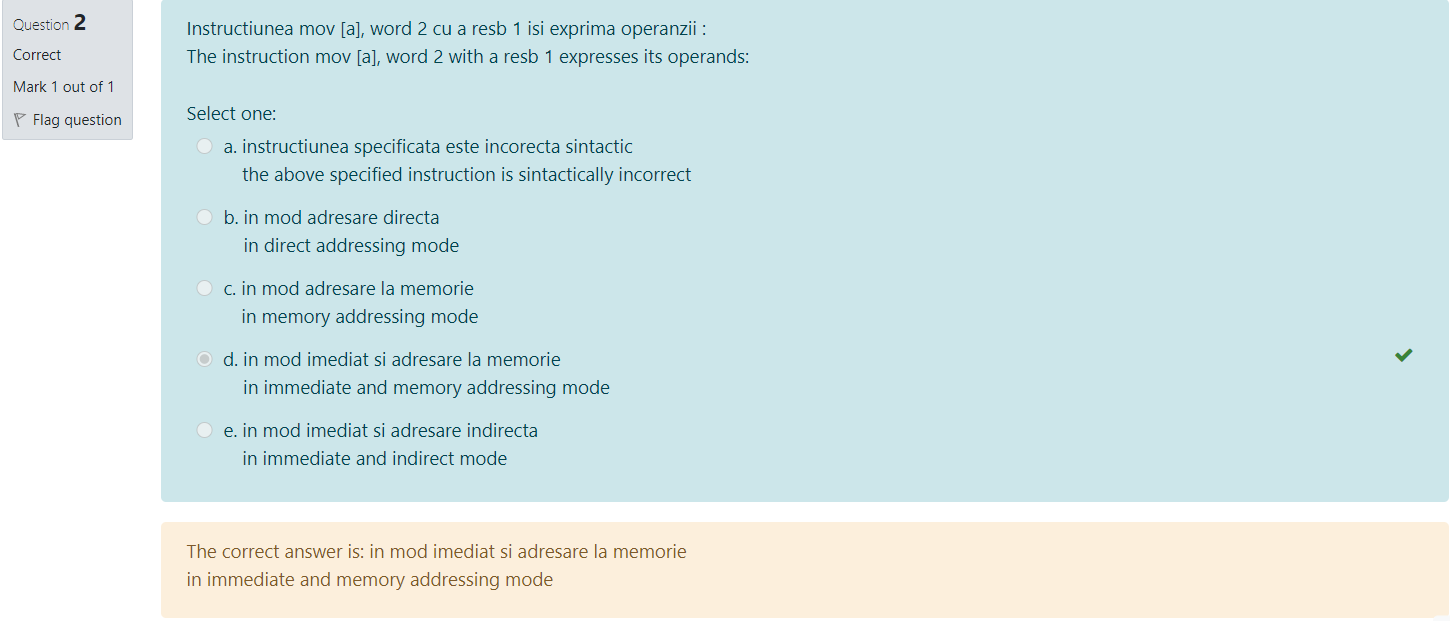 Question 2
Correct
Mark 1 out of 1
Flag question
Instructiunea mov [a], word 2 cu a resb 1 isi exprima operanzii :
The instruction mov [a], word 2 with a resb 1 expresses its operands:
Select one:
a. instructiunea specificata este incorecta sintactic
the above specified instruction is sintactically incorrect
b. in mod adresare directa
in direct addressing mode
c. in mod adresare la memorie
in memory addressing mode
d. in mod imediat si adresare la memorie
in immediate and memory addressing mode
e. in mod imediat si adresare indirecta
in immediate and indirect mode
The correct answer is: in mod imediat si adresare la memorie
in immediate and memory addressing mode